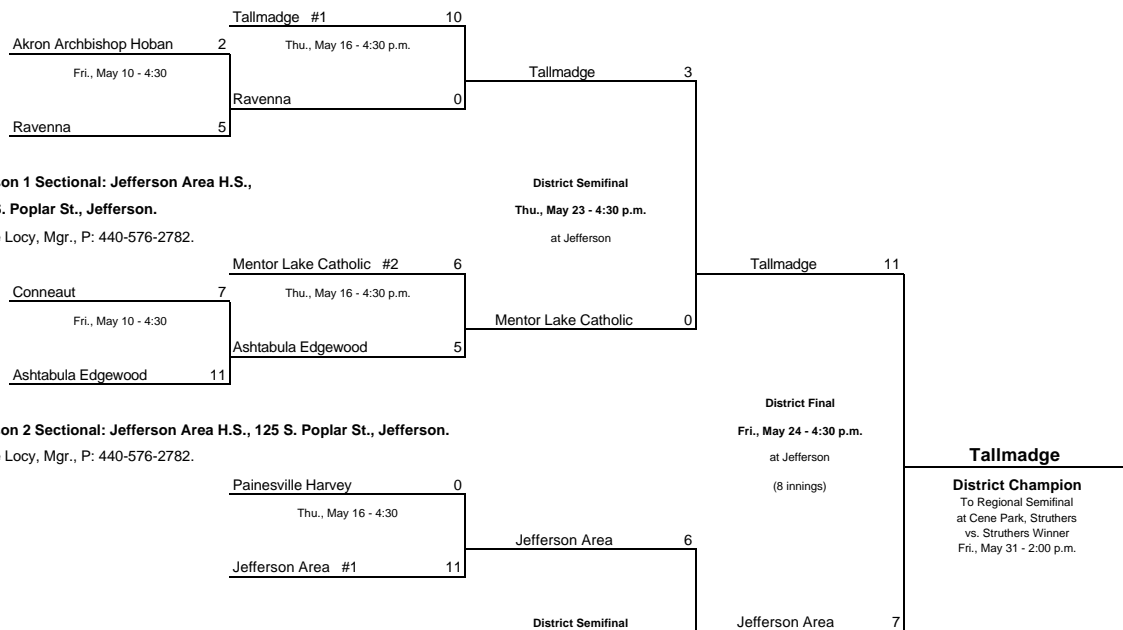 Tallmadge #1 10
Akron Archbishop Hoban 2
Thu., May 16 - 4:30 p.m.
Fri., May 10 - 4:30
Tallmadge 3
Ravenna 0
Ravenna 5
on 1 Sectional: Jefferson Area H.S.,
District Semifinal
S. Poplar St., Jefferson.
Thu., May 23 - 4:30 p.m.
Locy, Mgr., P: 440-576-2782.
at Jefferson
Mentor Lake Catholic #2 6
Tallmadge 11
Conneaut 7
Thu., May 16 - 4:30 p.m.
Fri., May 10 - 4:30
Mentor Lake Catholic 0
Ashtabula Edgewood 5
Ashtabula Edgewood 11
District Final
on 2 Sectional: Jefferson Area H.S., 125 S. Poplar St., Jefferson.
Fri., May 24 - 4:30 p.m.
Locy, Mgr., P: 440-576-2782.
at Jefferson
Tallmadge
Painesville Harvey 0
(8 innings)
District Champion
To Regional Semifinal
Thu., May 16 - 4:30
at Cene Park, Struthers
vs. Struthers Winner
Jefferson Area 6
Fri., May 31 - 2:00 p.m.
Jefferson Area #1 11
District Semifinal
Jefferson Area 7